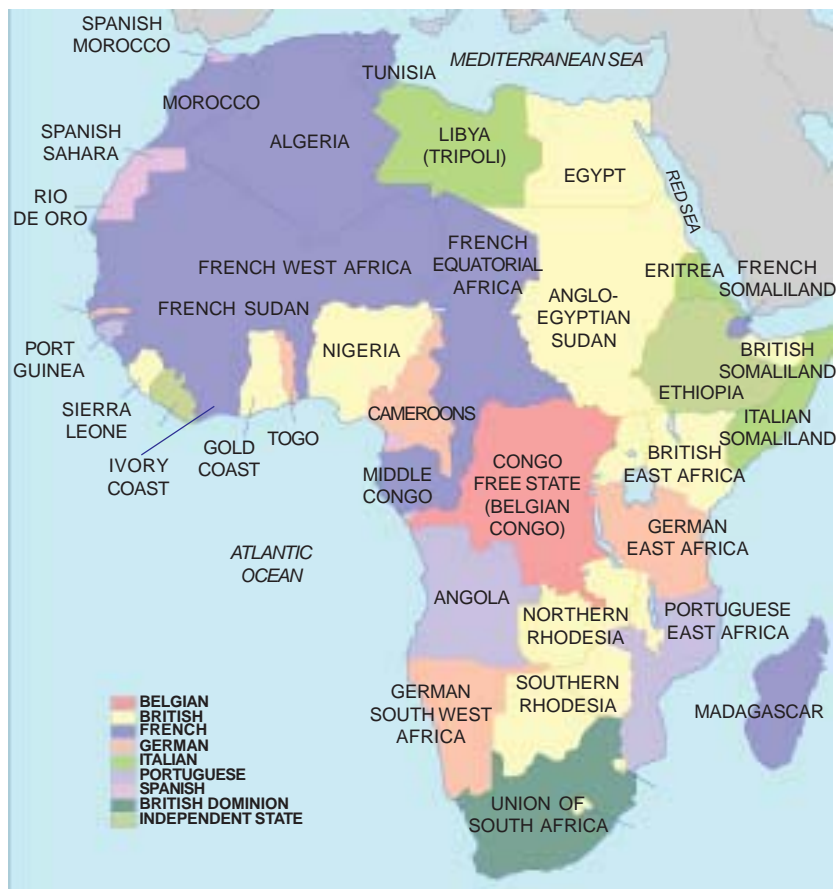 SPANISH
MOROCCO
MEDITERRANEAN SEA
TUNISIA
MOROCCO
ALGERIA
LIBYA
(TRIPOLI)
SPANISH
SAHARA
EGYPT
RED SEA
RIO
DE ORO
FRENCH
EQUATORIAL
AFRICA
FRENCH WEST AFRICA
ERITREA
FRENCH
SOMALILAND
FRENCH SUDAN
ANGLO-
EGYPTIAN
SUDAN
PORT
GUINEA
NIGERIA
BRITISH
SOMALILAND
ETHIOPIA
SIERRA
LEONE
CAMEROONS
ITALIAN
SOMALILAND
IVORY
COAST
GOLD
COAST
TOGO
BRITISH
EAST AFRICA
MIDDLE
CONGO
CONGO
FREE STATE
(BELGIAN
CONGO)
GERMAN
EAST AFRICA
ATLANTIC
OCEAN
ANGOLA
NORTHERN
RHODESIA
PORTUGUESE
EAST AFRICA
GERMAN
SOUTH WEST
AFRICA
SOUTHERN
RHODESIA
MADAGASCAR
UNION OF
SOUTH AFRICA
BELGIAN
BRITISH
FRENCH
GERMAN
ITALIAN
PORTUGUESE
SPANISH
BRITISH DOMINION
INDEPENDENT STATE